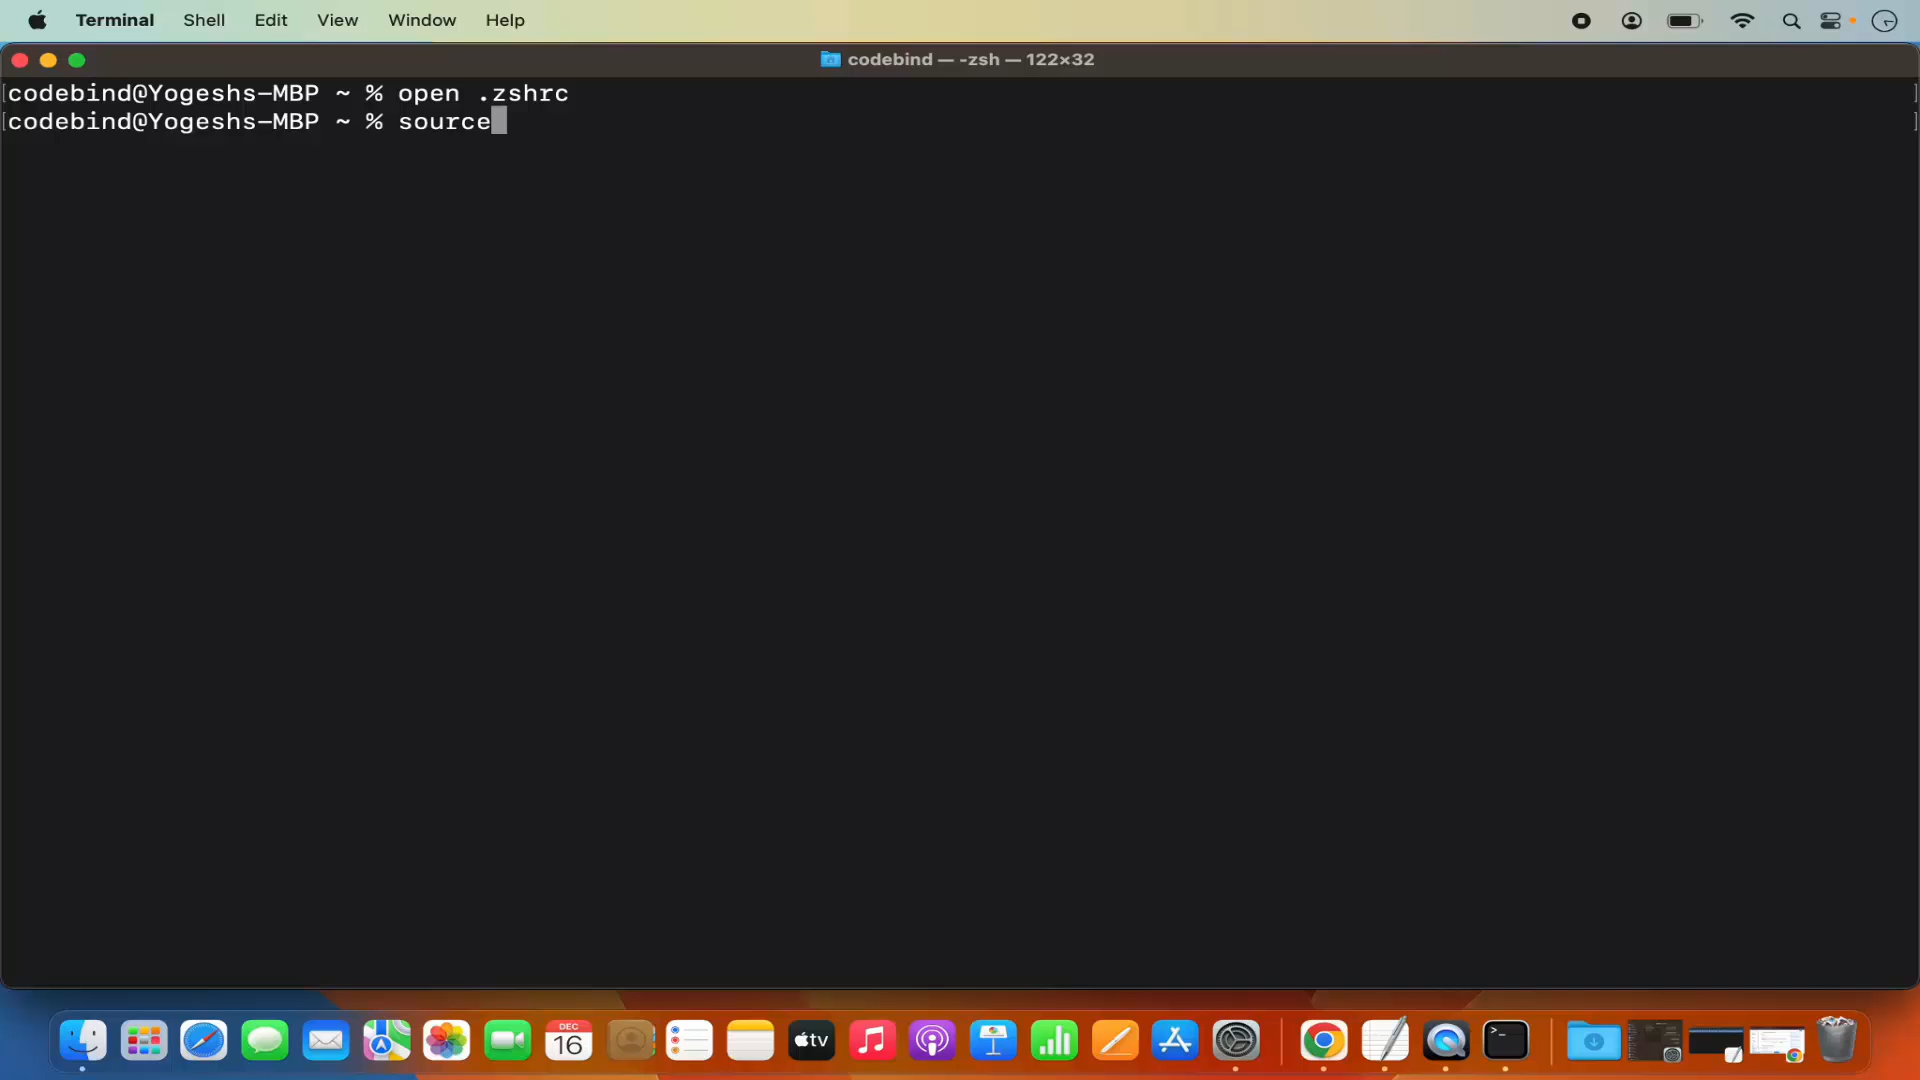 Terminal Shell Edit View Window Help
codebind — -zsh — 122×32
[codebind@Yogeshs-MBP ~ % open .zshrc ]
[codebind@Yogeshs-MBP ~ % source ]
tv
DEC
16
>_